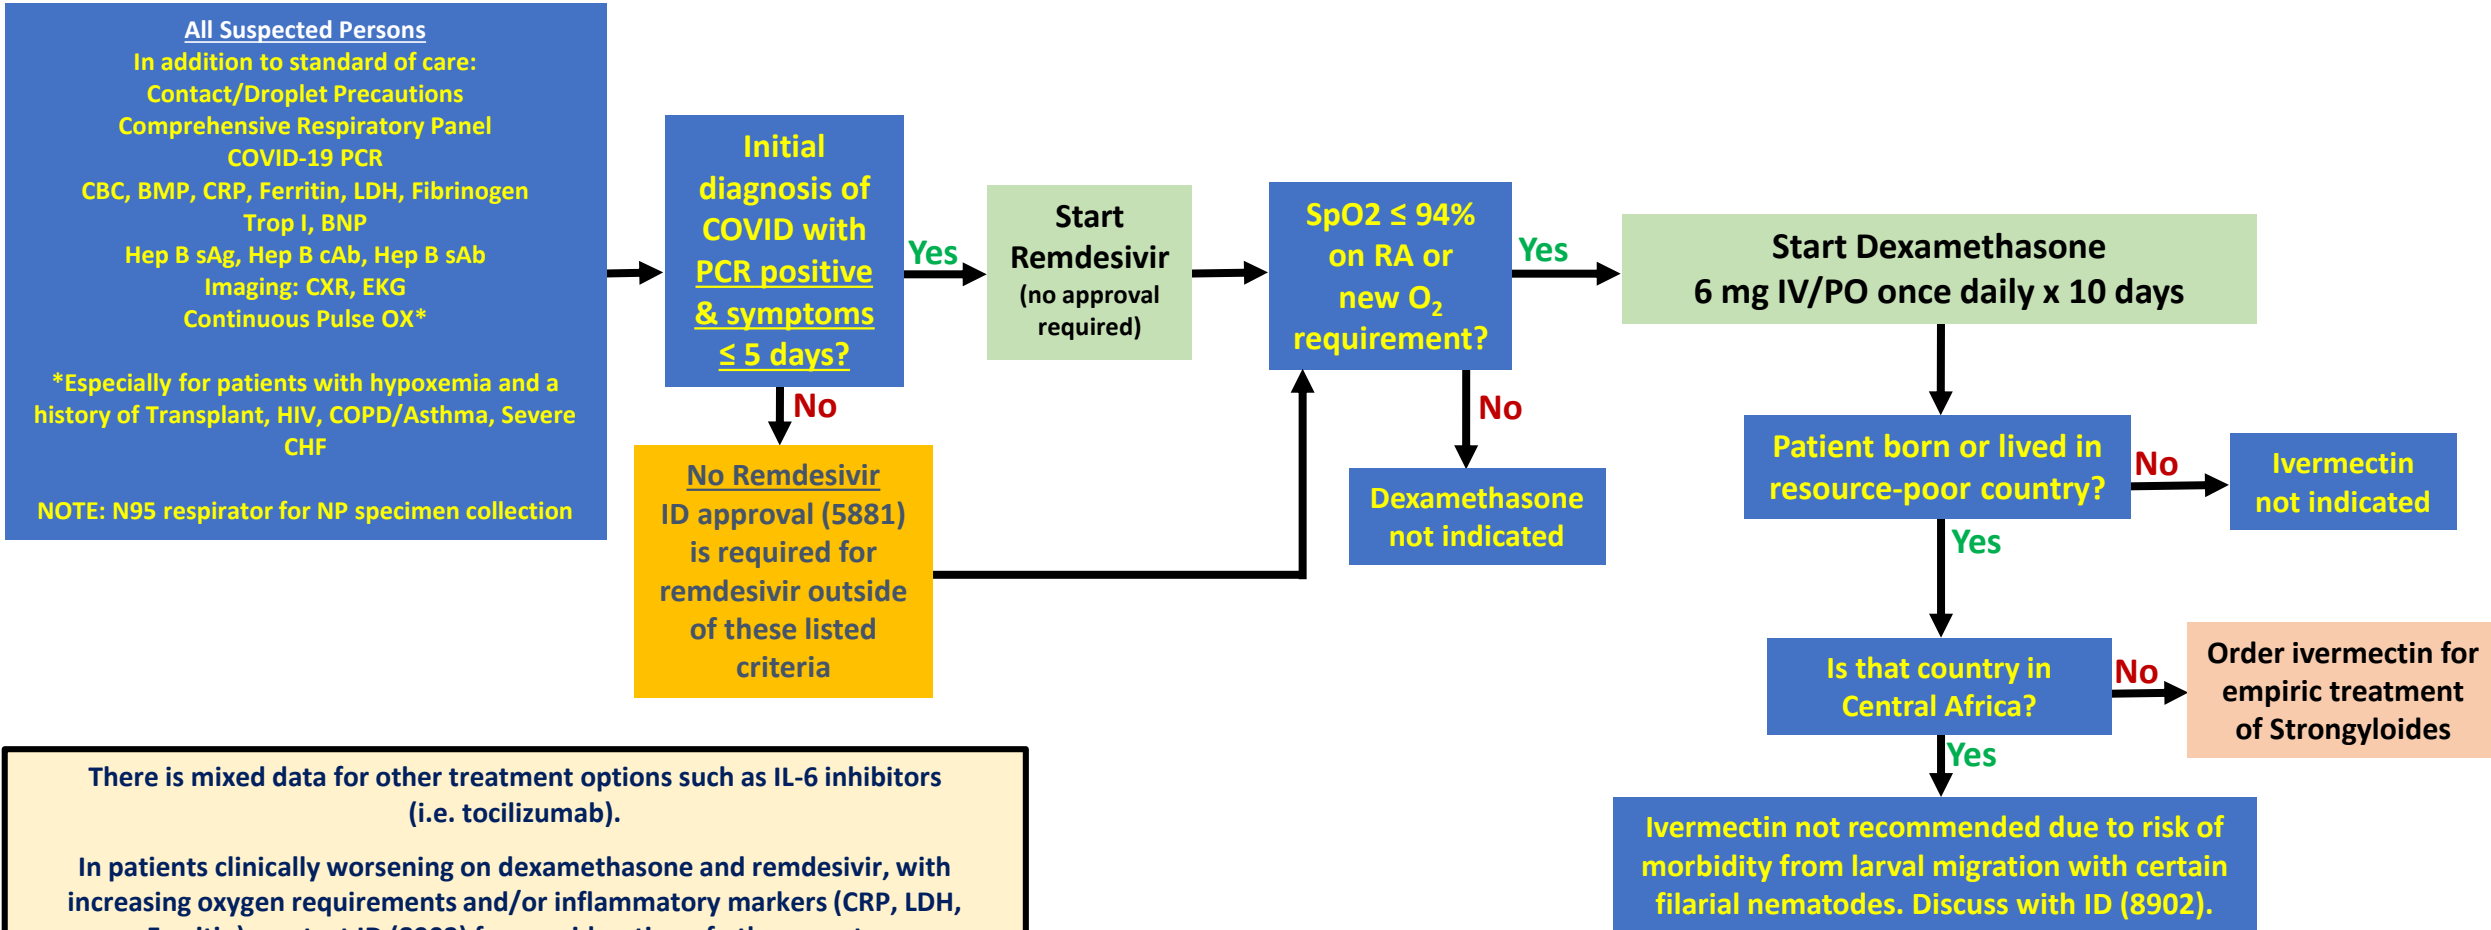 All Suspected Persons
In addition to standard of care:
Contact/Droplet Precautions
Comprehensive Respiratory Panel
COVID-19 PCR
CBC, BMP, CRP, Ferritin, LDH, Fibrinogen
Trop I, BNP
Hep B sAg, Hep B cAb, Hep B sAb
Imaging: CXR, EKG
Continuous Pulse OX*
*Especially for patients with hypoxemia and a
history of Transplant, HIV, COPD/Asthma, Severe
CHF
NOTE: N95 respirator for NP specimen collection
Initial
diagnosis of
COVID with
PCR positive
& symptoms
≤ 5 days?
Yes
No
Start
Remdesivir
(no approval
required)
No Remdesivir
ID approval (5881)
is required for
remdesivir outside
of these listed
criteria
SpO2 ≤ 94%
on RA or
new O₂
requirement?
Yes
No
Dexamethasone
not indicated
Start Dexamethasone
6 mg IV/PO once daily x 10 days
Patient born or lived in
resource-poor country?
No
Ivermectin
not indicated
Yes
Is that country in
Central Africa?
No
Order ivermectin for
empiric treatment
of Strongyloides
Yes
Ivermectin not recommended due to risk of
morbidity from larval migration with certain
filarial nematodes. Discuss with ID (8902).
There is mixed data for other treatment options such as IL-6 inhibitors
(i.e. tocilizumab).
In patients clinically worsening on dexamethasone and remdesivir, with
increasing oxygen requirements and/or inflammatory markers (CRP, LDH,